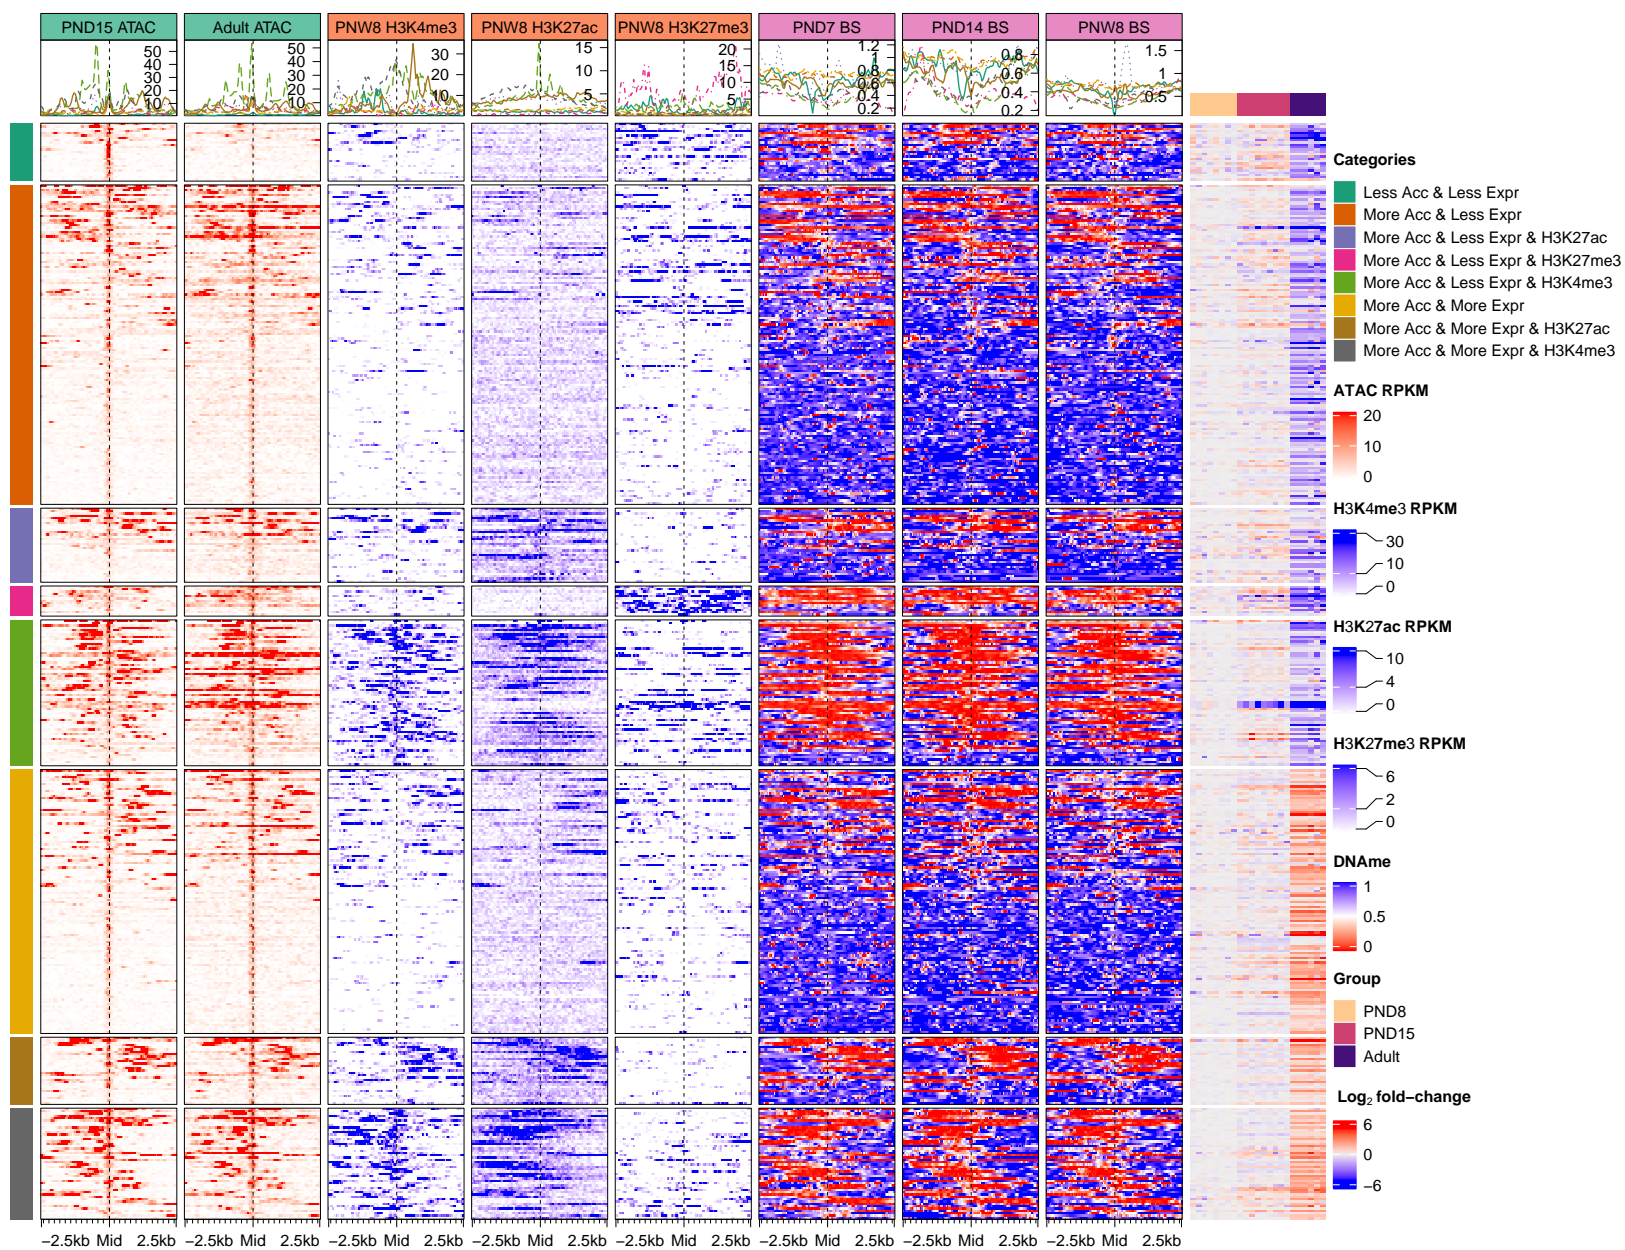 PND15 ATAC
Adult ATAC
PNW8 H3K4me3
PNW8 H3K27ac
PNW8 H3K27me3
PND7 BS
PND14 BS
PNW8 BS
50
40
30
20
10
50
40
30
20
10
30
20
10
15
10
5
20
15
10
5
1.2
1
0.8
0.6
0.4
0.2
0.8
0.6
0.4
0.2
1.5
1
0.5
Categories
Less Acc & Less Expr
More Acc & Less Expr
More Acc & Less Expr & H3K27ac
More Acc & Less Expr & H3K27me3
More Acc & Less Expr & H3K4me3
More Acc & More Expr
More Acc & More Expr & H3K27ac
More Acc & More Expr & H3K4me3
ATAC RPKM
20
10
0
H3K4me3 RPKM
30
10
0
H3K27ac RPKM
10
4
0
H3K27me3 RPKM
6
2
0
DNAme
1
0.5
0
Group
PND8
PND15
Adult
Log2 fold−change
6
0
−6
−2.5kb Mid 2.5kb
−2.5kb Mid 2.5kb
−2.5kb Mid 2.5kb
−2.5kb Mid 2.5kb
−2.5kb Mid 2.5kb
−2.5kb Mid 2.5kb
−2.5kb Mid 2.5kb
−2.5kb Mid 2.5kb